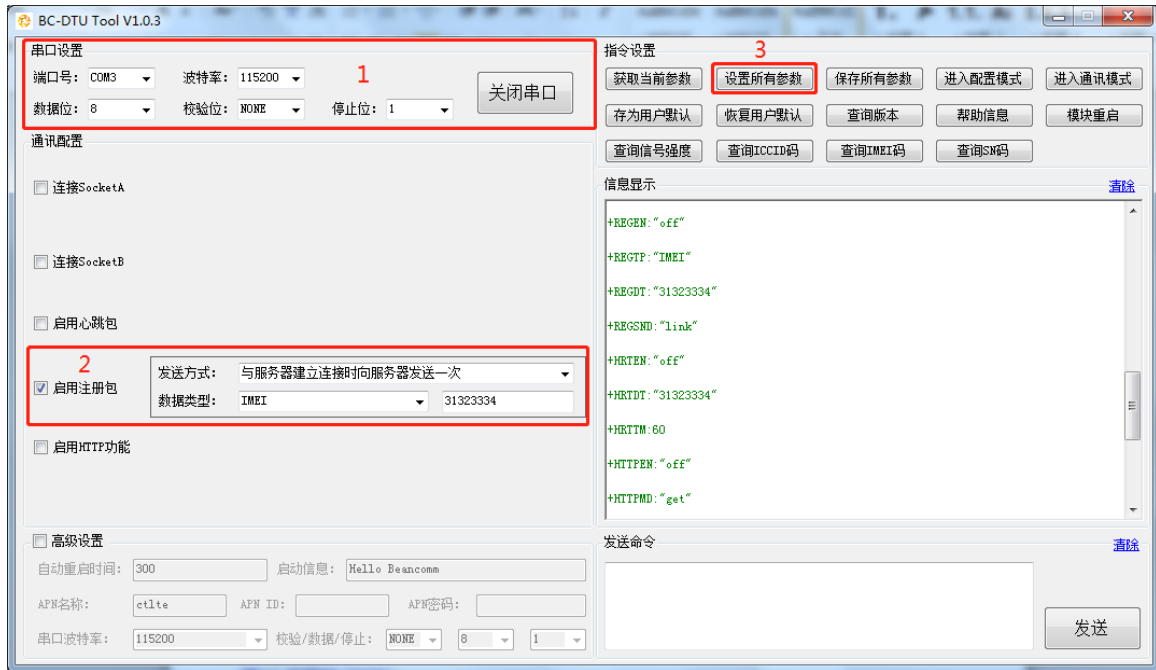 BC-DTU Tool V1.0.3
串口设置
端口号: COM3 波特率: 115200 1 关闭串口
数据位: 8 校验位: NONE 停止位: 1
通讯配置
连接SocketA
连接SocketB
启用心跳包
2
启用注册包
发送方式: 与服务器建立连接时向服务器发送一次
数据类型: IMEI 31323334
启用HTTP功能
高级设置
自动重启时间: 300 启动信息: Hello Beancomm
APN名称: ctlte APN ID: APN密码:
串口波特率: 115200 校验/数据/停止: NONE 8 1
指令设置 3
获取当前参数 设置所有参数 保存所有参数 进入配置模式 进入通讯模式
存为用户默认 恢复用户默认 查询版本 帮助信息 模块重启
查询信号强度 查询ICCID码 查询IMEI码 查询SN码
信息显示 清除
+REGEN:"off"
+REGTP:"IMEI"
+REGDT:"31323334"
+REGSND:"link"
+HRTEN:"off"
+HRTDT:"31323334"
+HRTTM:60
+HTTPEN:"off"
+HTTPMD:"get"
发送命令 清除
发送